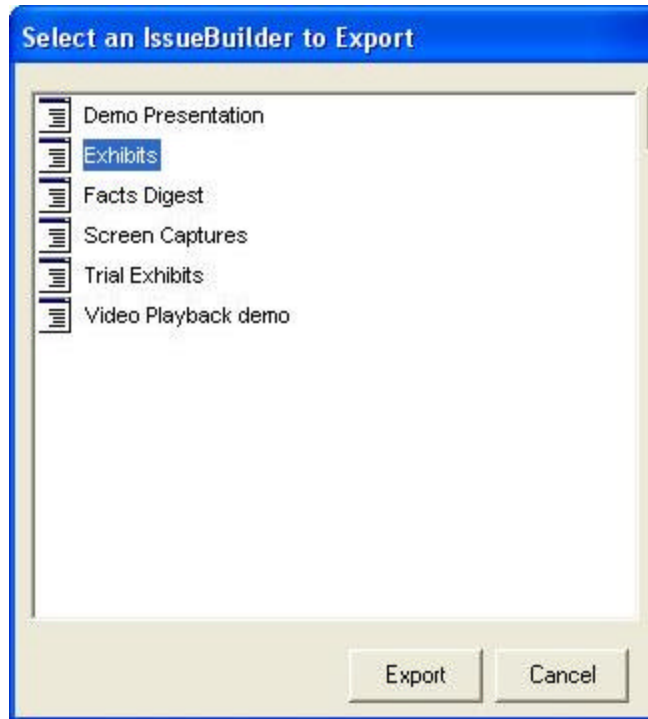 Select an IssueBuilder to Export
Demo Presentation
Exhibits
Facts Digest
Screen Captures
Trial Exhibits
Video Playback demo
Export Cancel